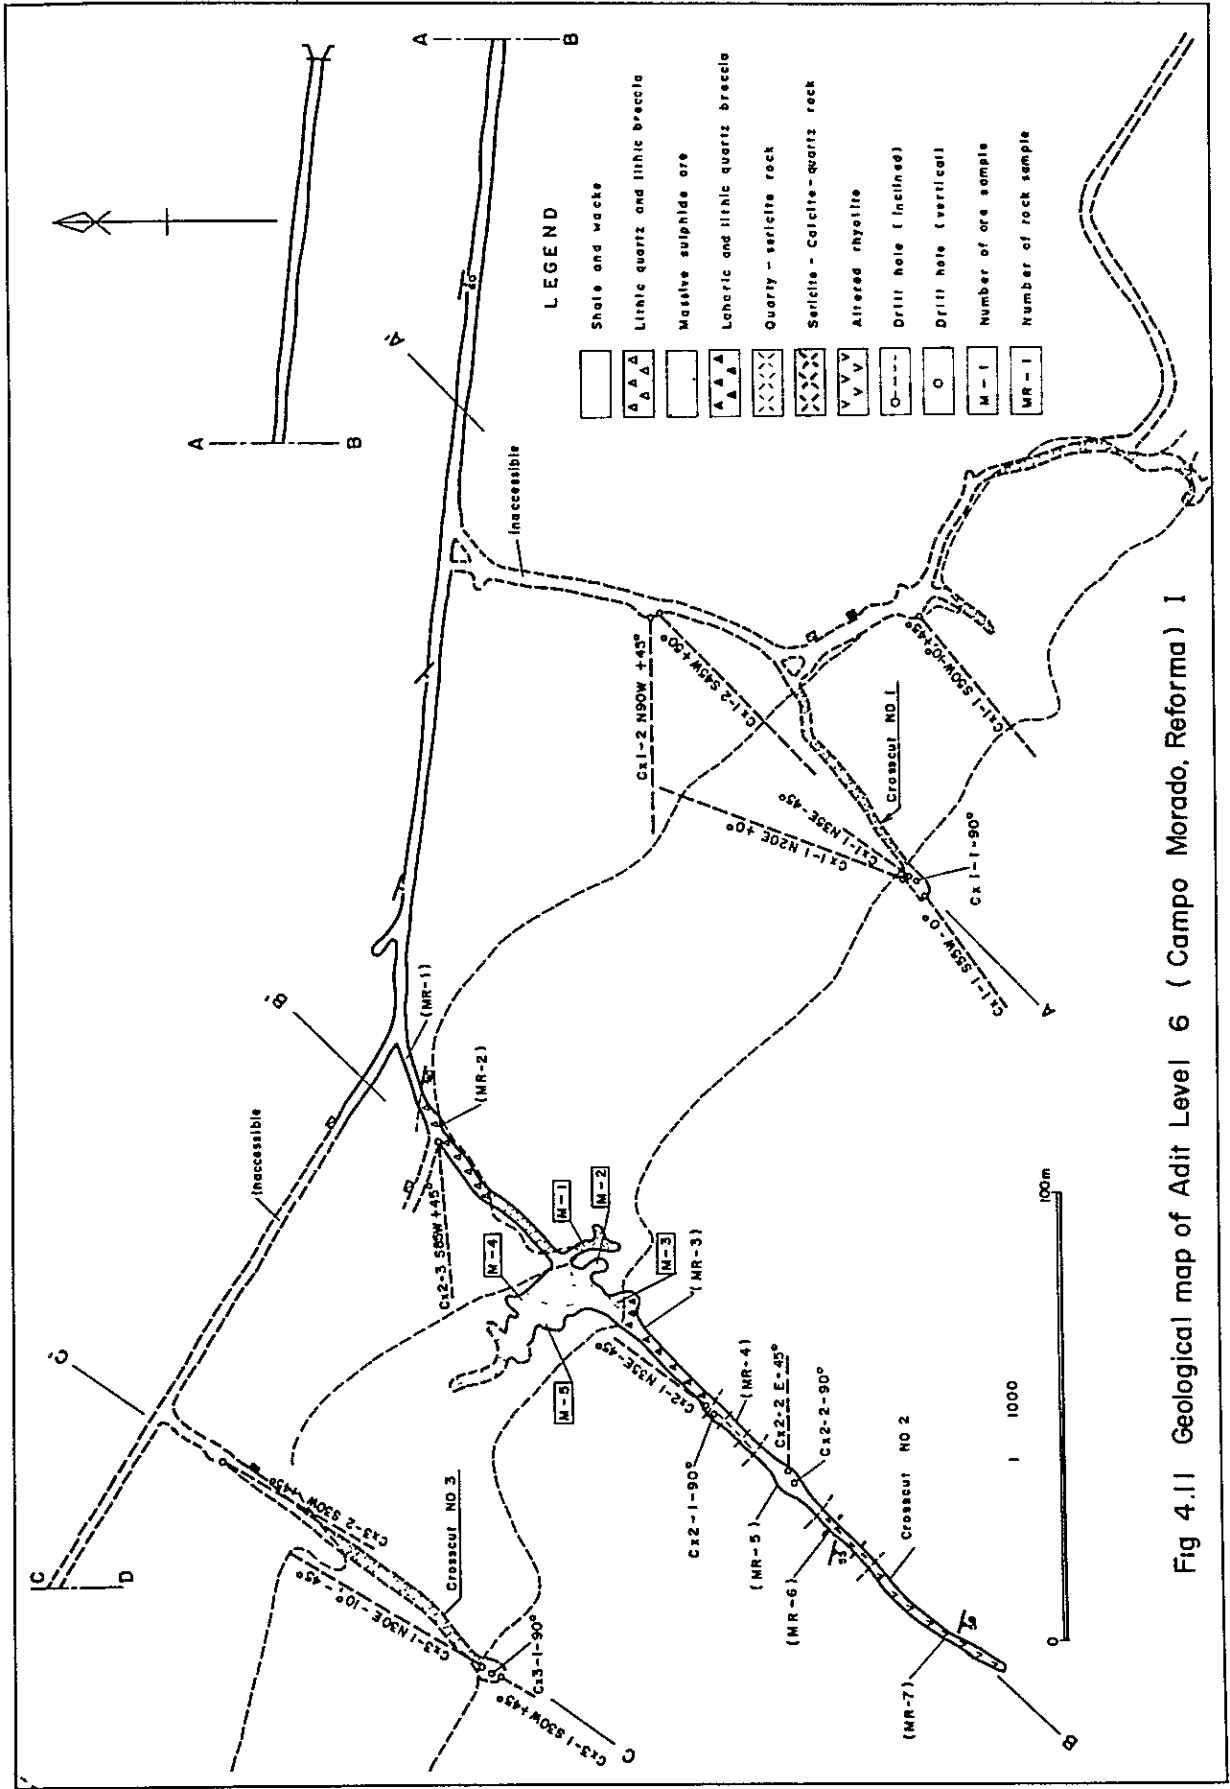 A
B
A
B
A'
60°
Inaccessible
LEGEND
Shale and wacke
Lithic quartz and lithic breccia
Massive sulphide ore
Laharic and lithic quartz breccia
Quarty - sericite rock
Sericite - Calcite - quartz rock
Altered rhyolite
Drill hole (inclined)
Drill hole (vertical)
M - 1 Number of ore sample
MR - 1 Number of rock sample
Cx1-2 N90W +45°
Cx1-2 S45W +50°
Cx1-1 S50W-10°+45°
Crosscut NO.1
Cx1-1 N35E-45°
Cx1-1 N20E +0°
Cx1-1-90°
Cx1-1 S55W-0°
A
B'
(MR-1)
(MR-2)
Inaccessible
Cx2-3 S85W +45°
M-1
M-2
M-3
M-4
M-5
(MR-3)
Cx2-1 N35E-45°
(MR-4)
Cx2-2 E-45°
Cx2-2-90°
Cx2-1-90°
(MR-5)
(MR-6)
Crosscut NO 2
(MR-7)
B
C'
C
D
Cx3-2 S30W +45°
Crosscut NO 3
Cx3-1 N30E -10° - 45°
Cx3-1-90°
Cx3-1 S30W +45°
C
0
100m
1 1000
Fig 4.11 Geological map of Adit Level 6 (Campo Morado, Reforma) I